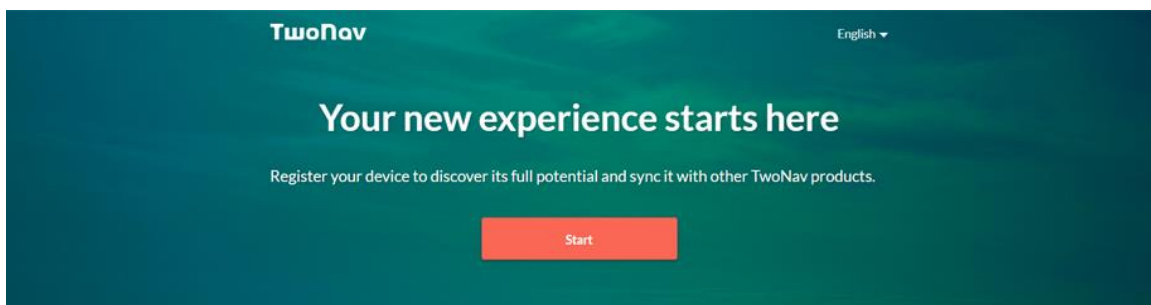 TwoNav
English
Your new experience starts here
Register your device to discover its full potential and sync it with other TwoNav products.
Start